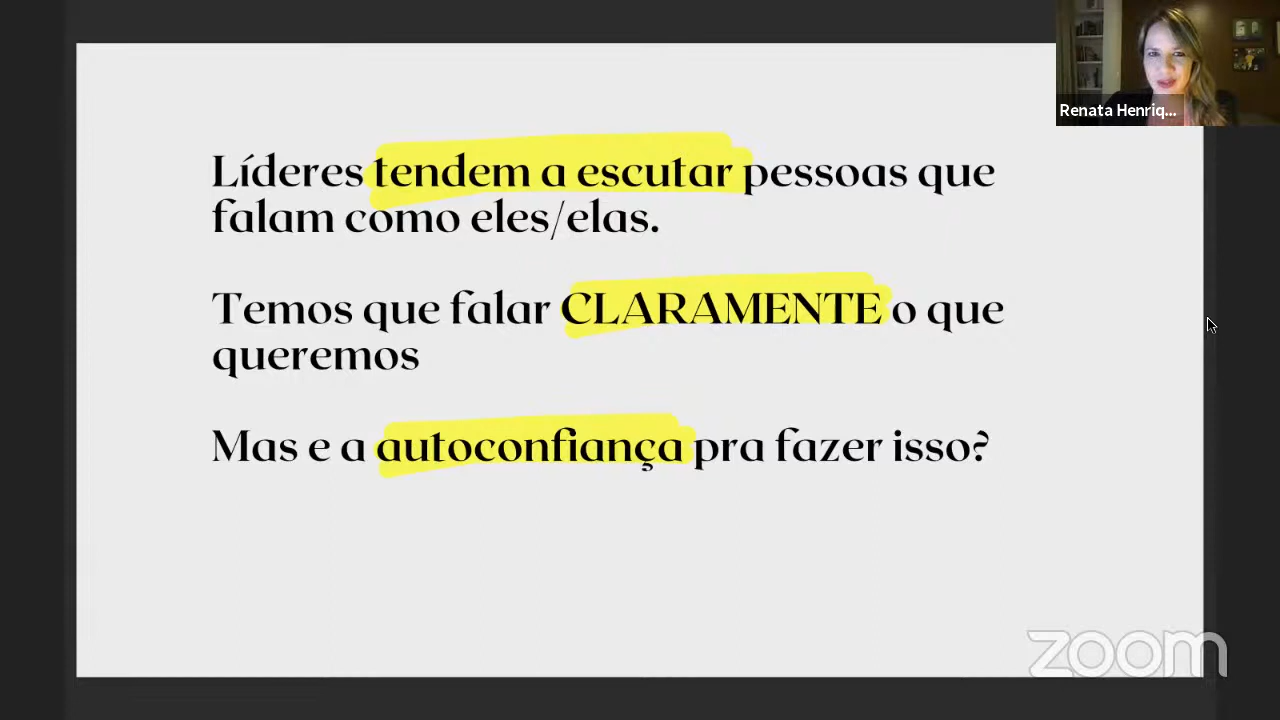 Renata Henriq...
Líderes tendem a escutar pessoas que
falam como eles/elas.
Temos que falar CLARAMENTE o que
queremos
Mas e a autoconfiança pra fazer isso?
zoom